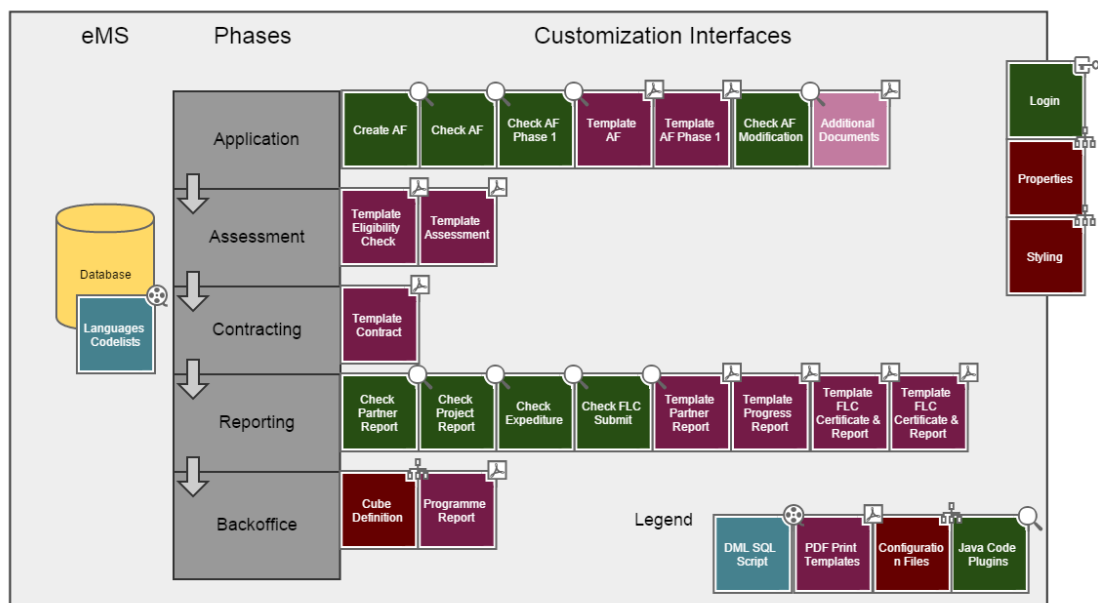 eMS
Phases
Customization Interfaces
Application
Create AF
Check AF
Check AF
Phase 1
Template
AF
Template
AF Phase 1
Check AF
Modification
Additional
Documents
Login
Properties
Styling
Assessment
Template
Eligibility
Check
Template
Assessment
Database
Languages
Codelists
Contracting
Template
Contract
Reporting
Check
Partner
Report
Check
Project
Report
Check
Expediture
Check FLC
Submit
Template
Partner
Report
Template
Progress
Report
Template FLC
Certificate &
Report
Template FLC
Certificate &
Report
Backoffice
Cube
Definition
Programme
Report
Legend
DML SQL
Script
PDF Print
Templates
Configuratio
n Files
Java Code
Plugins